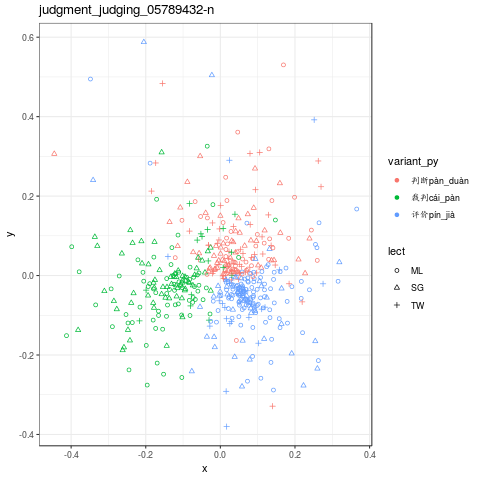 judgment_judging_05789432-n
0.6
0.4
0.2
0.0
-0.2
-0.4
y
-0.4
-0.2
0.0
0.2
0.4
x
variant_py
判断pàn_duàn
裁判cái_pàn
评价pín_jià
lect
ML
SG
TW